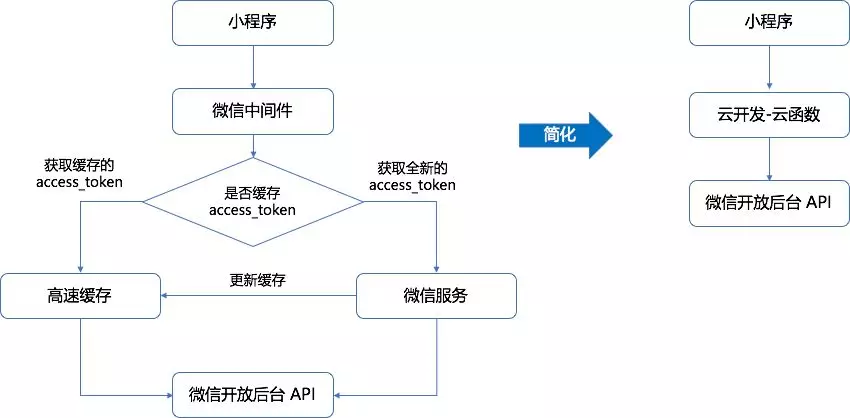 小程序
小程序
微信中间件
云开发-云函数
简化
获取缓存的
access_token
获取全新的
access_token
是否缓存
access_token
微信开放后台 API
高速缓存
更新缓存
微信服务
微信开放后台 API